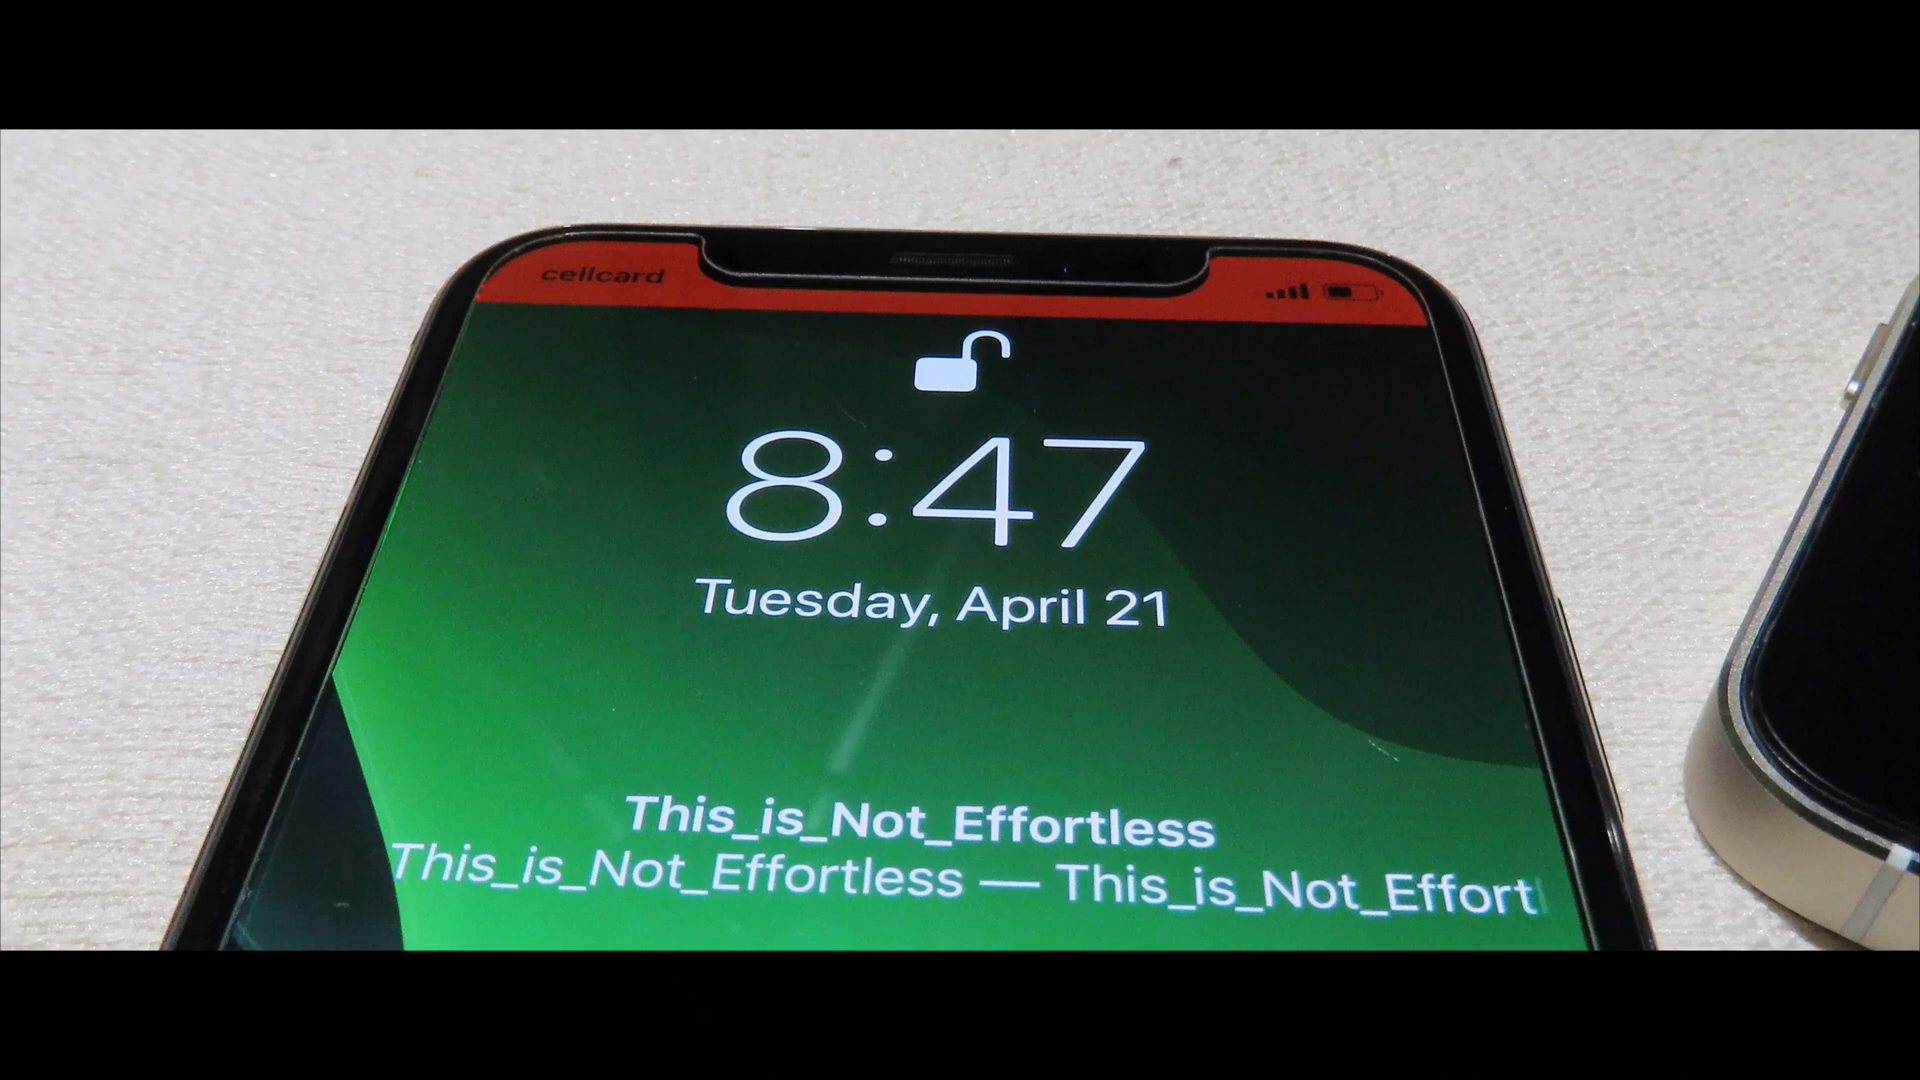 cellcard
8:47
Tuesday, April 21
This_is_Not_Effortless
This_is_Not_Effortless — This_is_Not_Effort